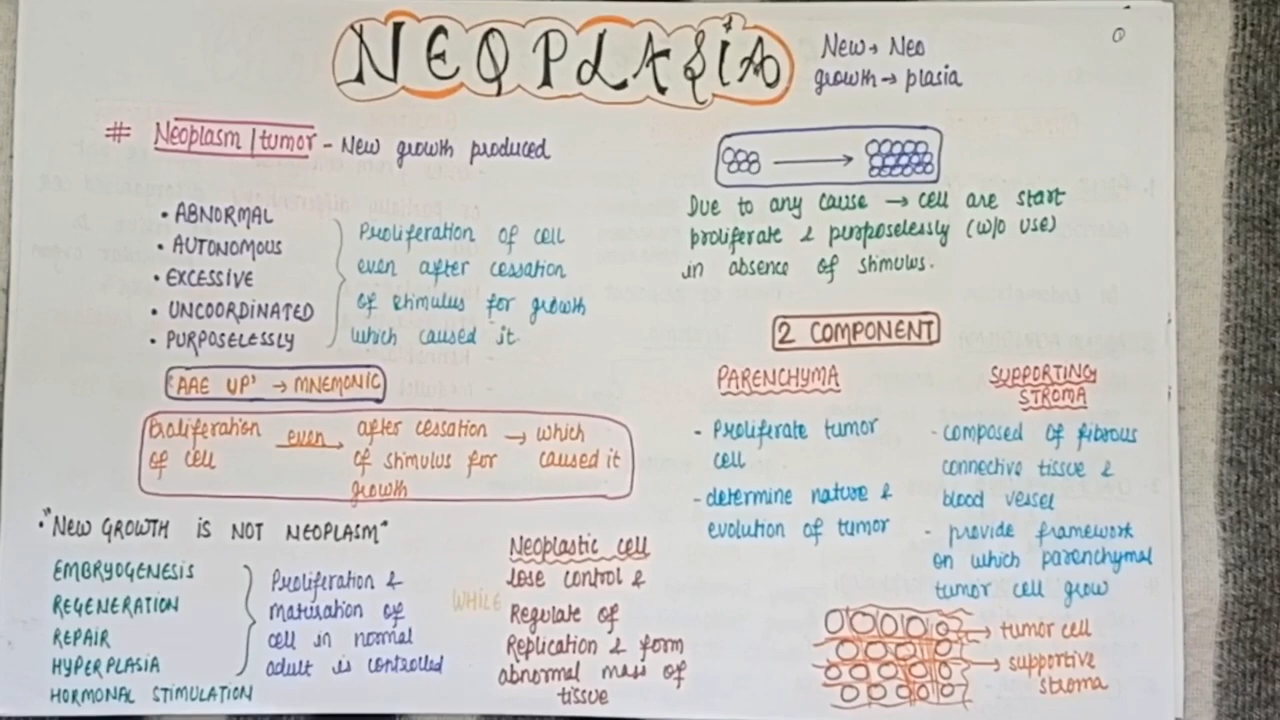 NEOPLASIA
New → Neo
growth → plasia
# Neoplasm / tumor - New growth produced
• ABNORMAL
• AUTONOMOUS
• EXCESSIVE
• UNCOORDINATED
• PURPOSELESSLY
Proliferation of cell
even after cessation
of stimulus for growth
which caused it
'AAE UP' → MNEMONIC
Proliferation even after cessation → which
of cell of stimulus for caused it
growth
• "NEW GROWTH IS NOT NEOPLASM"
EMBRYOGENESIS
REGENERATION
REPAIR
HYPERPLASIA
HORMONAL STIMULATION
Proliferation &
maturation of
cell in normal
adult is controlled
WHILE
Neoplastic cell
lose control &
Regulate of
Replication & form
abnormal mass of
tissue
Due to any cause → cell are start
proliferate & purposelessly (w/o use)
in absence of stimulus.
2 COMPONENT
PARENCHYMA
- Proliferate tumor
cell
- determine nature &
evolution of tumor
SUPPORTING
STROMA
- composed of fibrous
connective tissue &
blood vessel
- provide framework
on which parenchymal
tumor cell grow
→ tumor cell
→ supportive
stroma